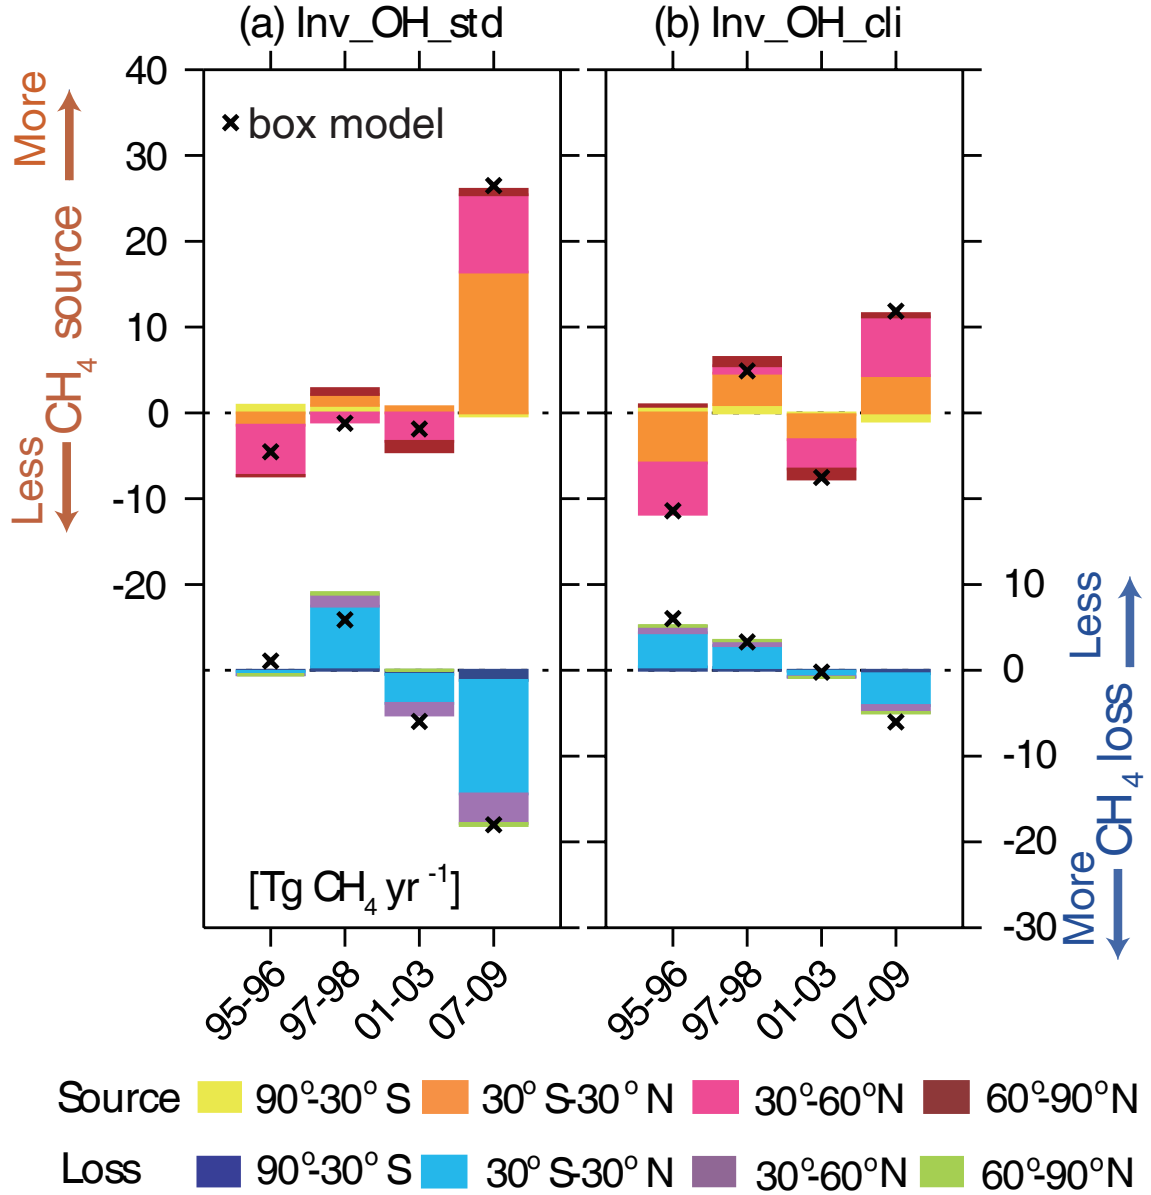 (a) Inv_OH_std
(b) Inv_OH_cli
40
30
20
10
0
-10
-20
More
CH4 source
Less
× box model
[Tg CH4 yr -1]
10
0
-10
-20
-30
Less
CH4 loss
More
95-96
97-98
01-03
07-09
95-96
97-98
01-03
07-09
Source 90°-30° S 30° S-30° N 30°-60°N 60°-90°N
Loss 90°-30° S 30° S-30° N 30°-60°N 60°-90°N